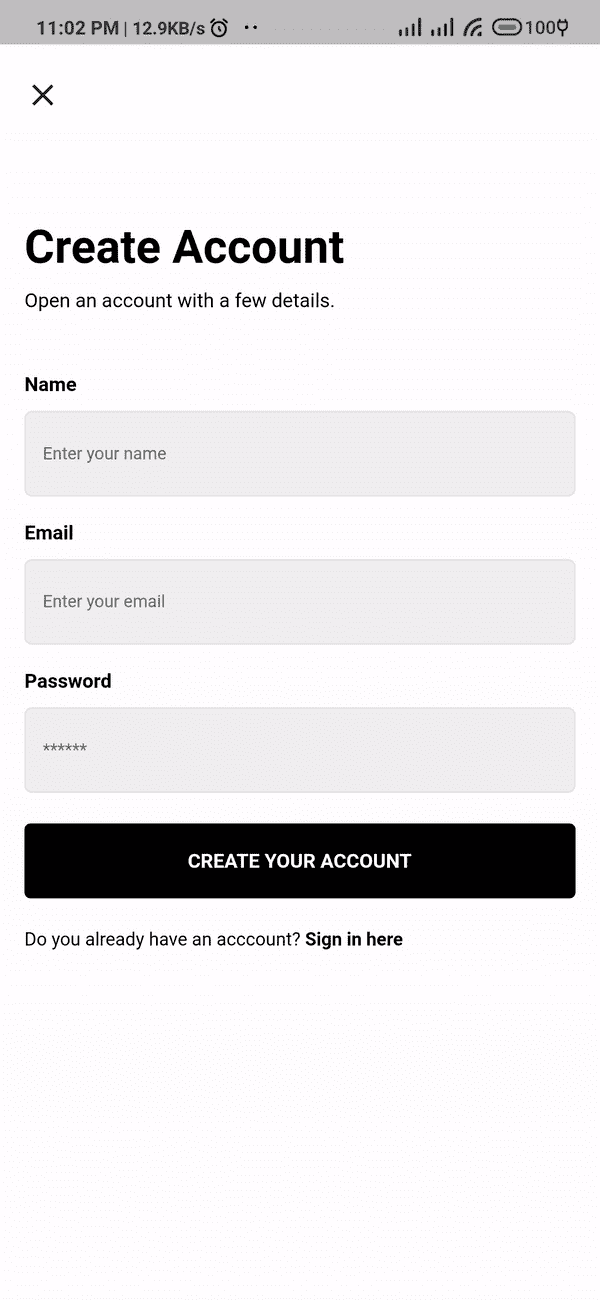 11:02 PM | 12.9KB/s 100
Create Account
Open an account with a few details.
Name
Enter your name
Email
Enter your email
Password
******
CREATE YOUR ACCOUNT
Do you already have an acccount? Sign in here